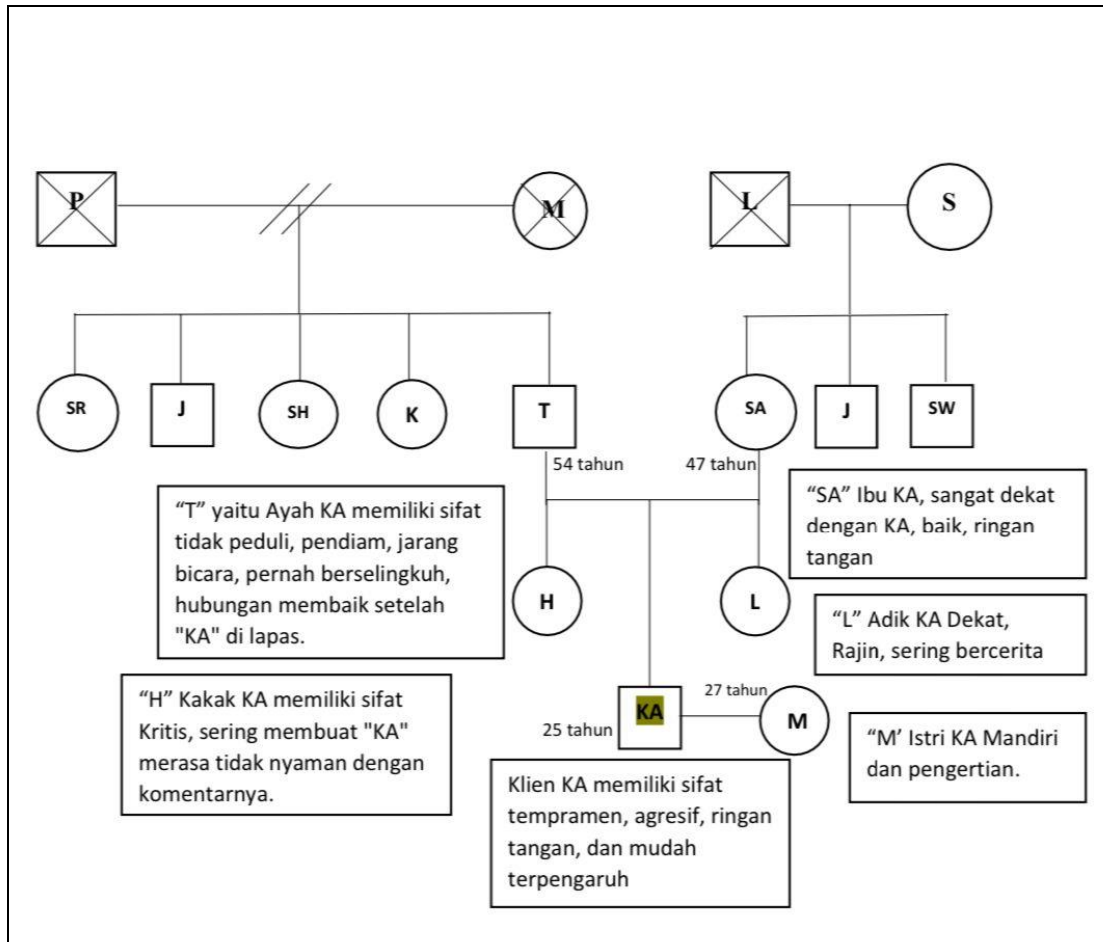 P
M
L
S
SR
J
SH
K
T
SA
J
SW
54 tahun
47 tahun
“T” yaitu Ayah KA memiliki sifat
tidak peduli, pendiam, jarang
bicara, pernah berselingkuh,
hubungan membaik setelah
"KA" di lapas.
“SA” Ibu KA, sangat dekat
dengan KA, baik, ringan
tangan
H
L
“L” Adik KA Dekat,
Rajin, sering bercerita
“H” Kakak KA memiliki sifat
Kritis, sering membuat "KA"
merasa tidak nyaman dengan
komentarnya.
25 tahun
KA
27 tahun
M
“M’ Istri KA Mandiri
dan pengertian.
Klien KA memiliki sifat
tempramen, agresif, ringan
tangan, dan mudah
terpengaruh